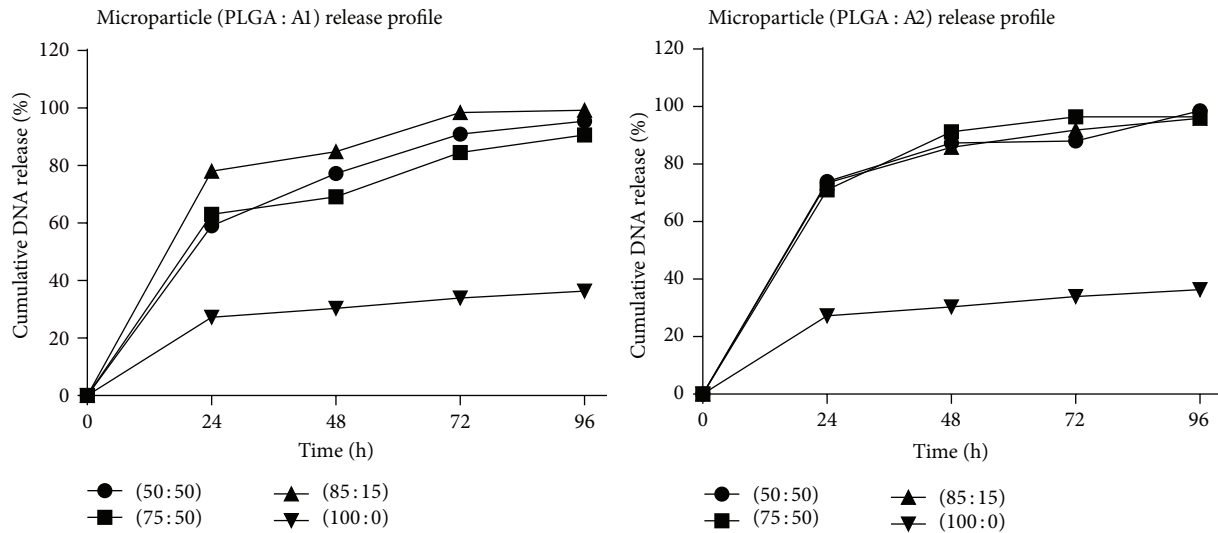 Microparticle (PLGA : A1) release profile
120
100
80
60
40
20
0
Cumulative DNA release (%)
0 24 48 72 96
Time (h)
(50 : 50) (85 : 15)
(75 : 50) (100 : 0)
Microparticle (PLGA : A2) release profile
120
100
80
60
40
20
0
Cumulative DNA release (%)
0 24 48 72 96
Time (h)
(50 : 50) (85 : 15)
(75 : 50) (100 : 0)